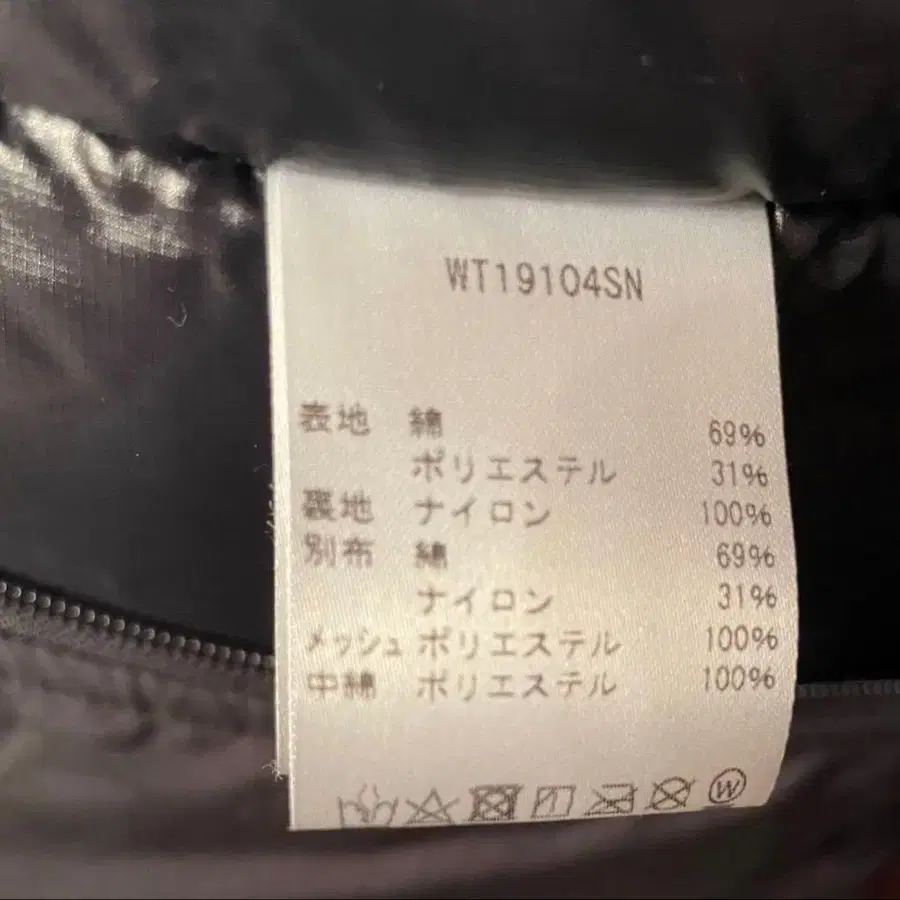 WT19104SN
表地 綿 69%
ポリエステル 31%
裏地 ナイロン 100%
別布 綿 69%
ナイロン 31%
メッシュ ポリエステル 100%
中綿 ポリエステル 100%
W